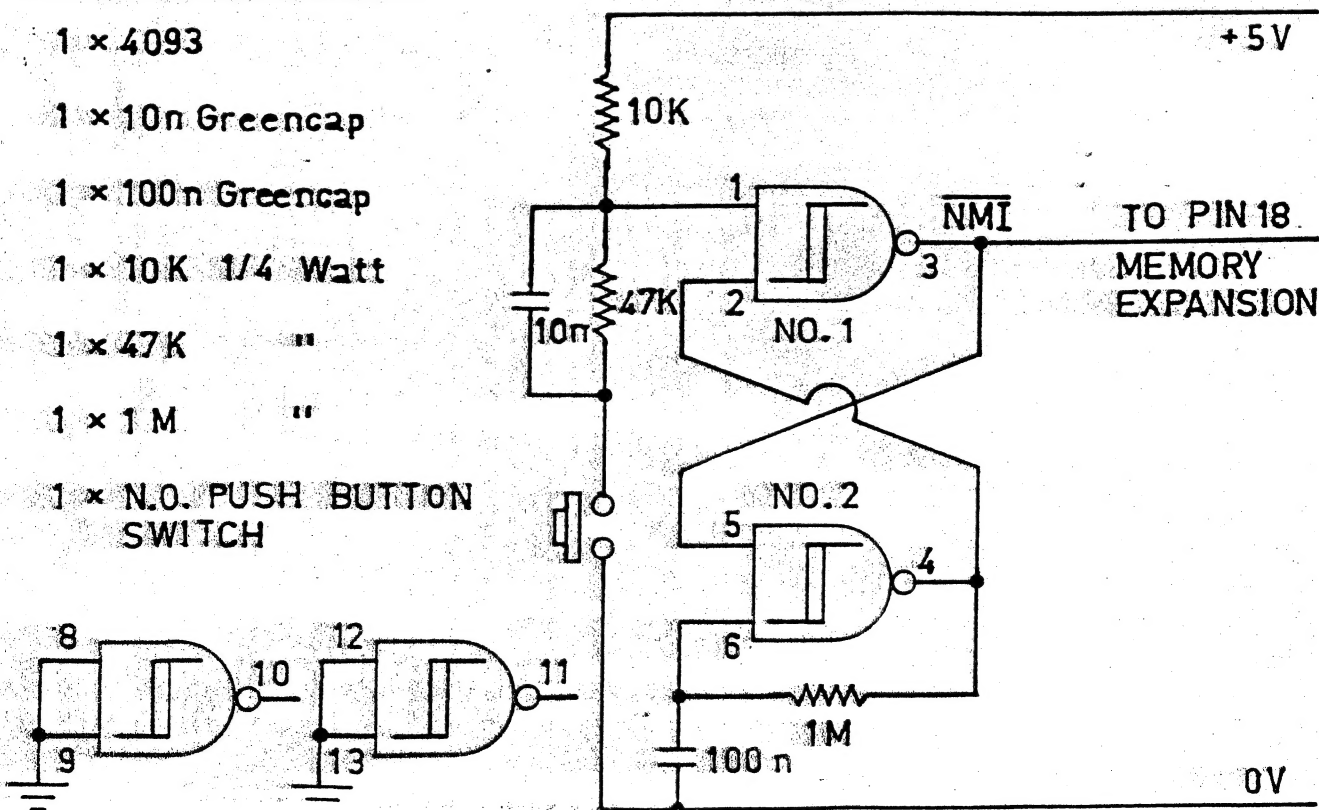 1 × 4093
1 × 10n Greencap
1 × 100n Greencap
1 × 10K 1/4 Watt
1 × 47K "
1 × 1M "
1 × N.O. PUSH BUTTON
SWITCH
+5V
10K
47K
10n
1
2
3
NO. 1
NMI
TO PIN 18
MEMORY
EXPANSION
NO. 2
5
6
4
1M
100n
0V
8
9
10
12
13
11